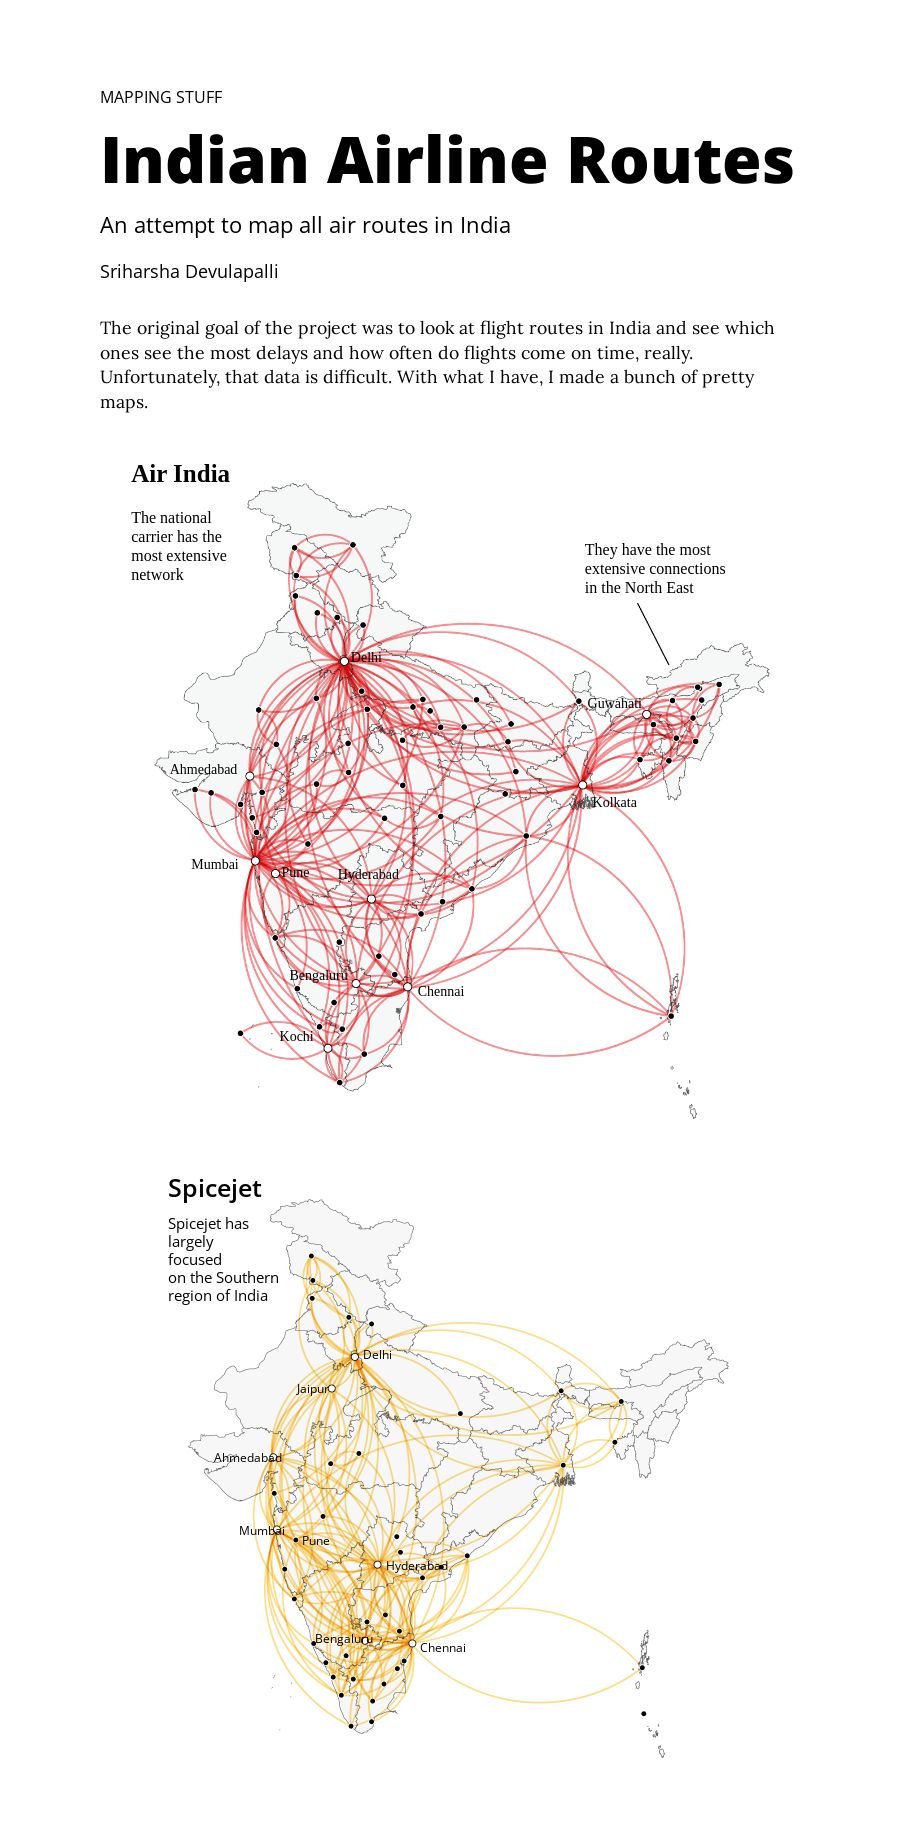 MAPPING STUFF
Indian Airline Routes
An attempt to map all air routes in India
Sriharsha Devulapalli
The original goal of the project was to look at flight routes in India and see which
ones see the most delays and how often do flights come on time, really.
Unfortunately, that data is difficult. With what I have, I made a bunch of pretty
maps.
Air India
The national
carrier has the
most extensive
network
They have the most
extensive connections
in the North East
Delhi
Guwahati
Ahmedabad
Kolkata
Mumbai
Pune
Hyderabad
Bengaluru
Chennai
Kochi
Spicejet
Spicejet has
largely
focused
on the Southern
region of India
Delhi
Jaipur
Ahmedabad
Mumbai
Pune
Hyderabad
Bengaluru
Chennai